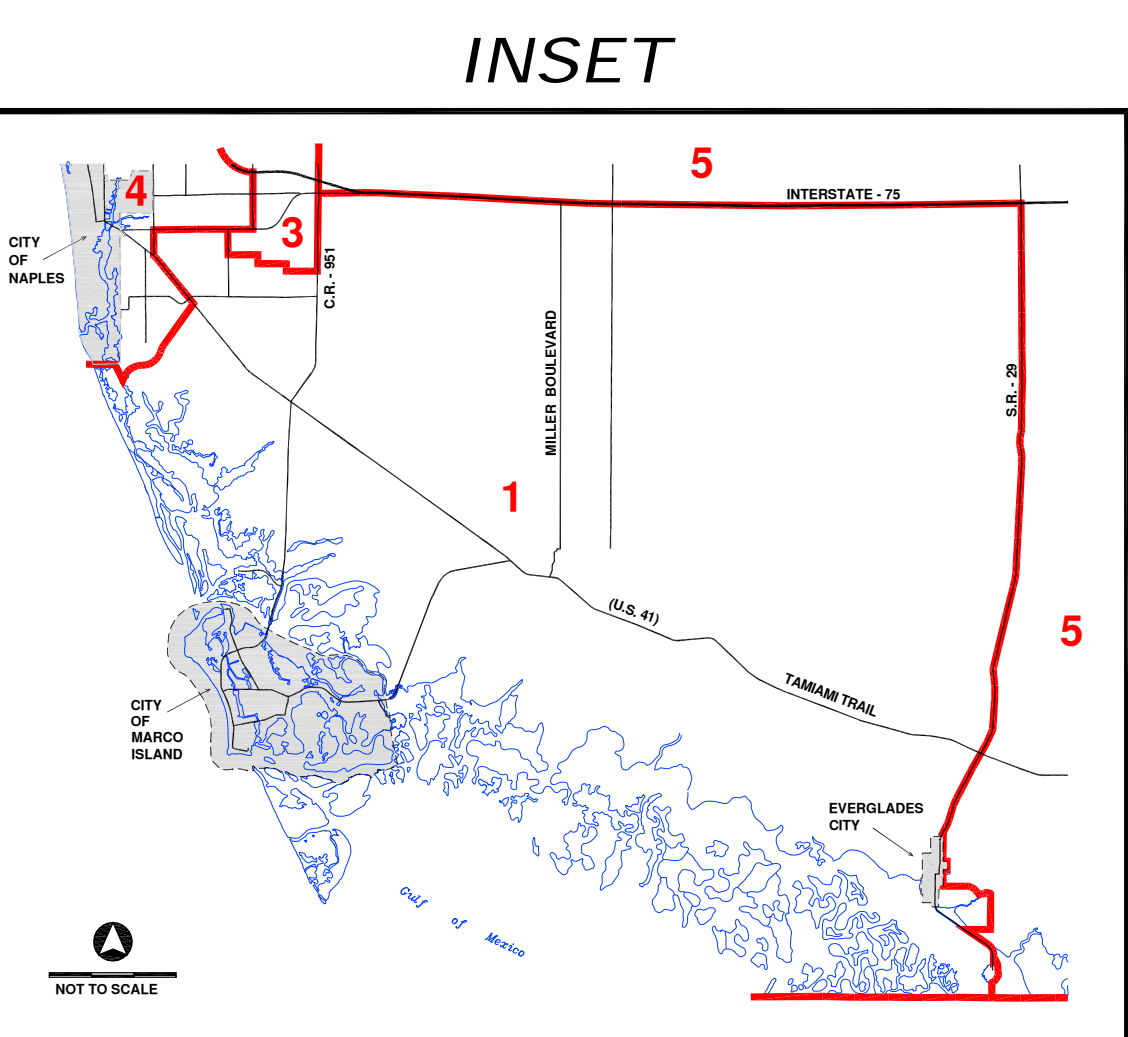 INSET
5
INTERSTATE - 75
4
3
CITY
OF
NAPLES
C.R. - 951
MILLER BOULEVARD
S.R. - 29
1
(U.S. 41)
5
TAMIAMI TRAIL
CITY
OF
MARCO
ISLAND
EVERGLADES
CITY
Gulf of Mexico
NOT TO SCALE